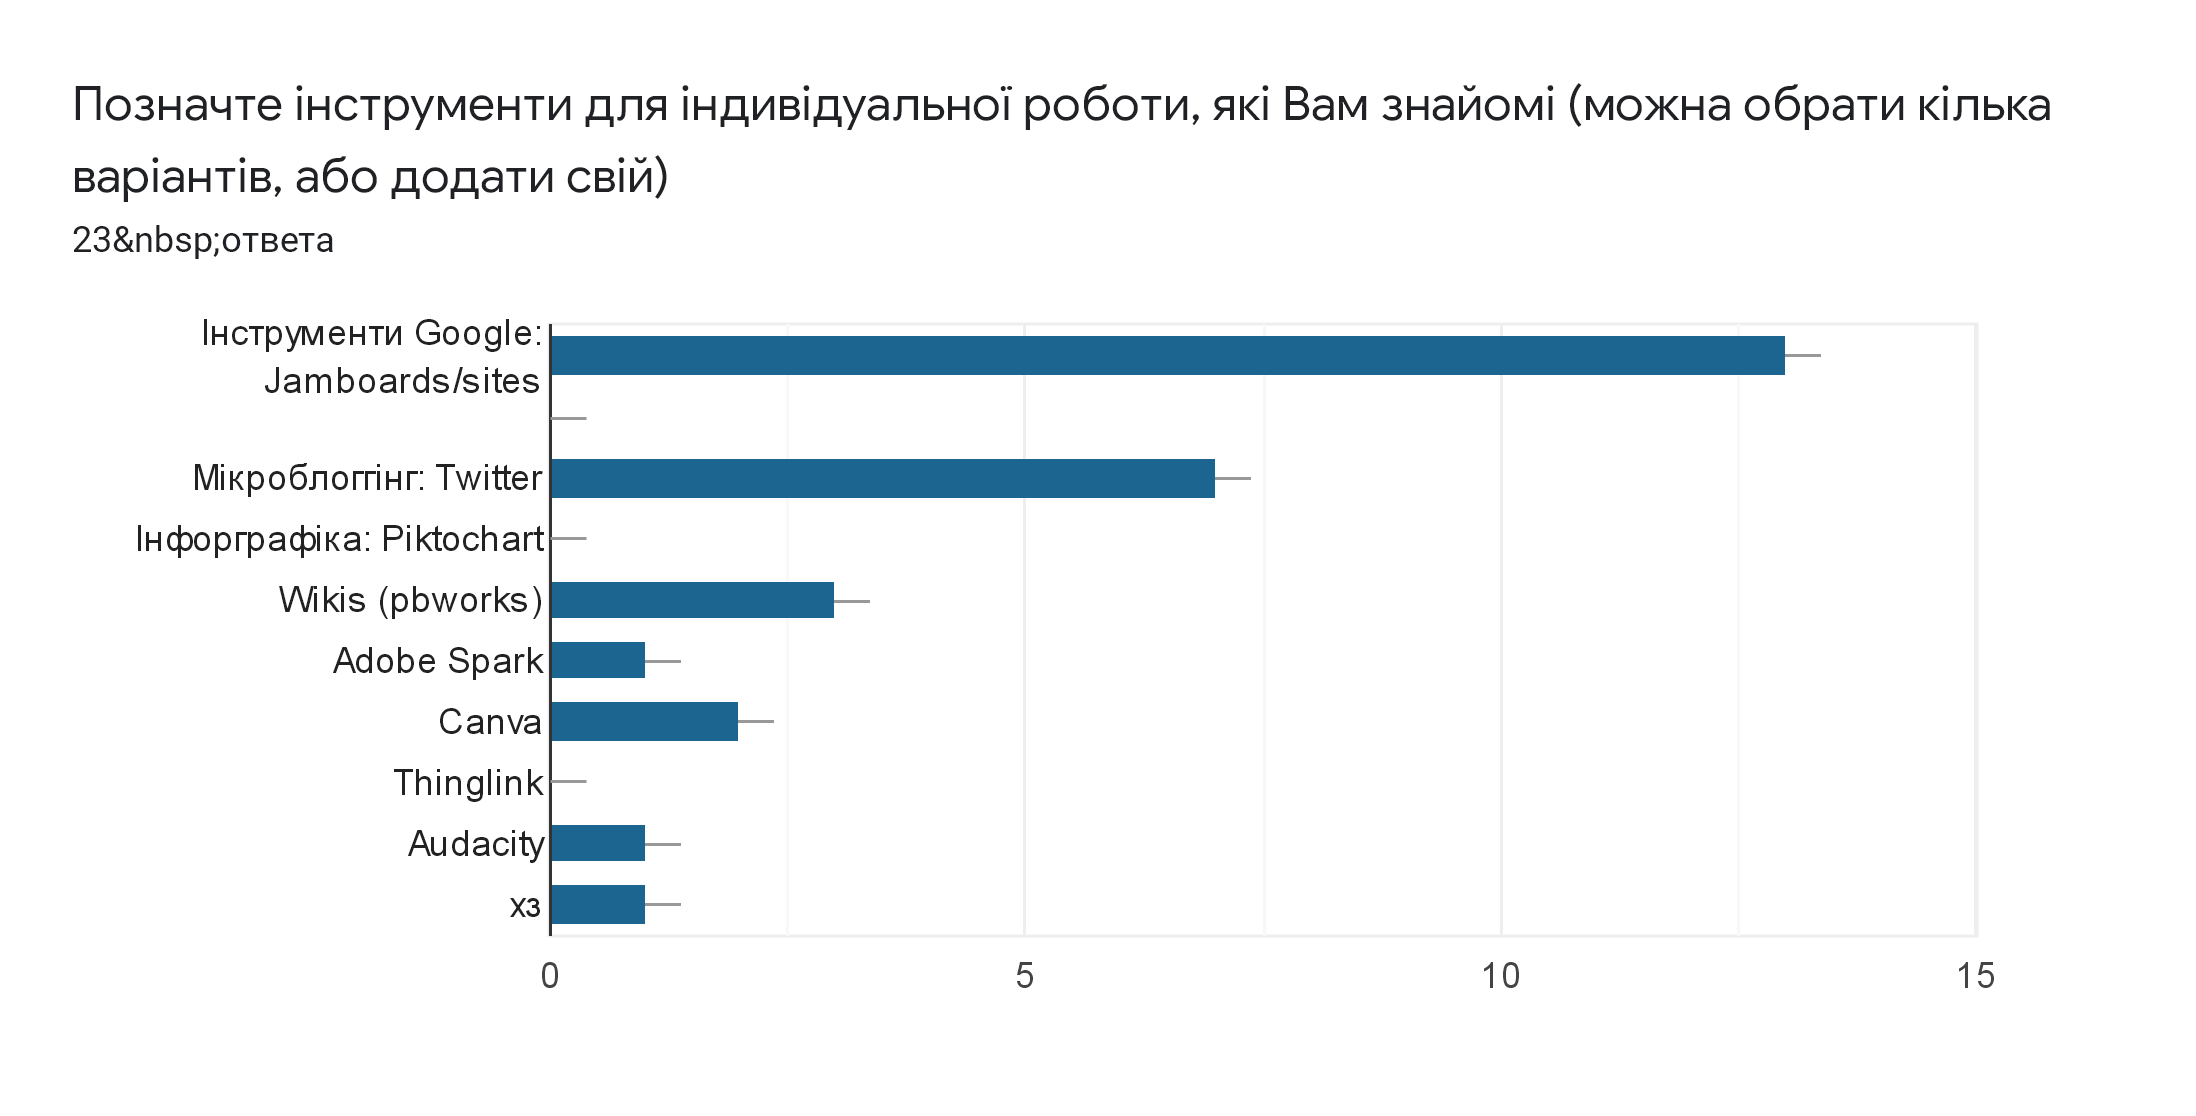 Позначте інструменти для індивідуальної роботи, які Вам знайомі (можна обрати кілька
варіантів, або додати свій)
23&nbsp;ответа
Інструменти Google:
Jamboards/sites
Мікроблоггінг: Twitter
Інфорграфіка: Piktochart
Wikis (pbworks)
Adobe Spark
Canva
Thinglink
Audacity
хз
0 5 10 15